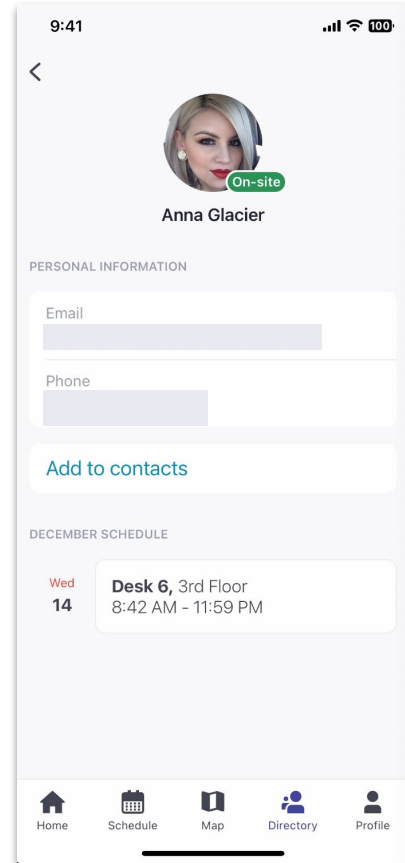 9:41
100
On-site
Anna Glacier
PERSONAL INFORMATION
Email
Phone
Add to contacts
DECEMBER SCHEDULE
Wed
14
Desk 6, 3rd Floor
8:42 AM - 11:59 PM
Home Schedule Map Directory Profile